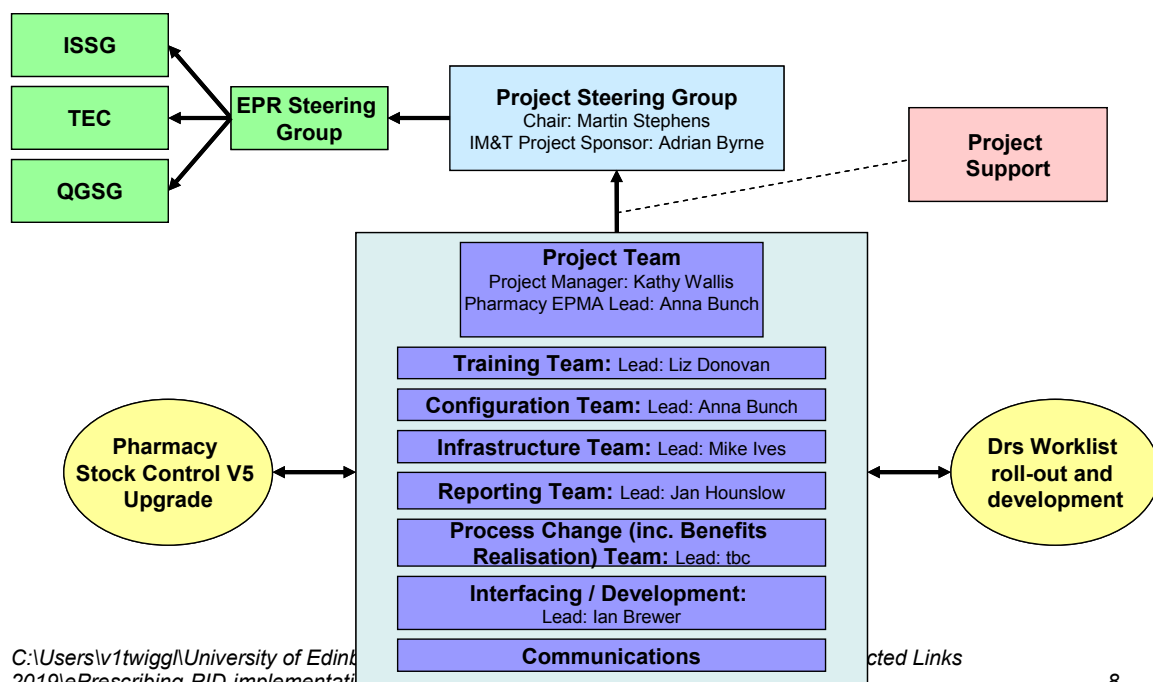 ISSG
TEC
QGSG
EPR Steering
Group
Project Steering Group
Chair: Martin Stephens
IM&T Project Sponsor: Adrian Byrne
Project
Support
Project Team
Project Manager: Kathy Wallis
Pharmacy EPMA Lead: Anna Bunch
Training Team: Lead: Liz Donovan
Configuration Team: Lead: Anna Bunch
Infrastructure Team: Lead: Mike Ives
Reporting Team: Lead: Jan Hounslow
Process Change (inc. Benefits
Realisation) Team: Lead: tbc
Interfacing / Development:
Lead: Ian Brewer
Communications
Pharmacy
Stock Control V5
Upgrade
Drs Worklist
roll-out and
development
C:\Users\v1twiggl\University of Edinb cted Links
2019\ePrescribing PID implementati 8